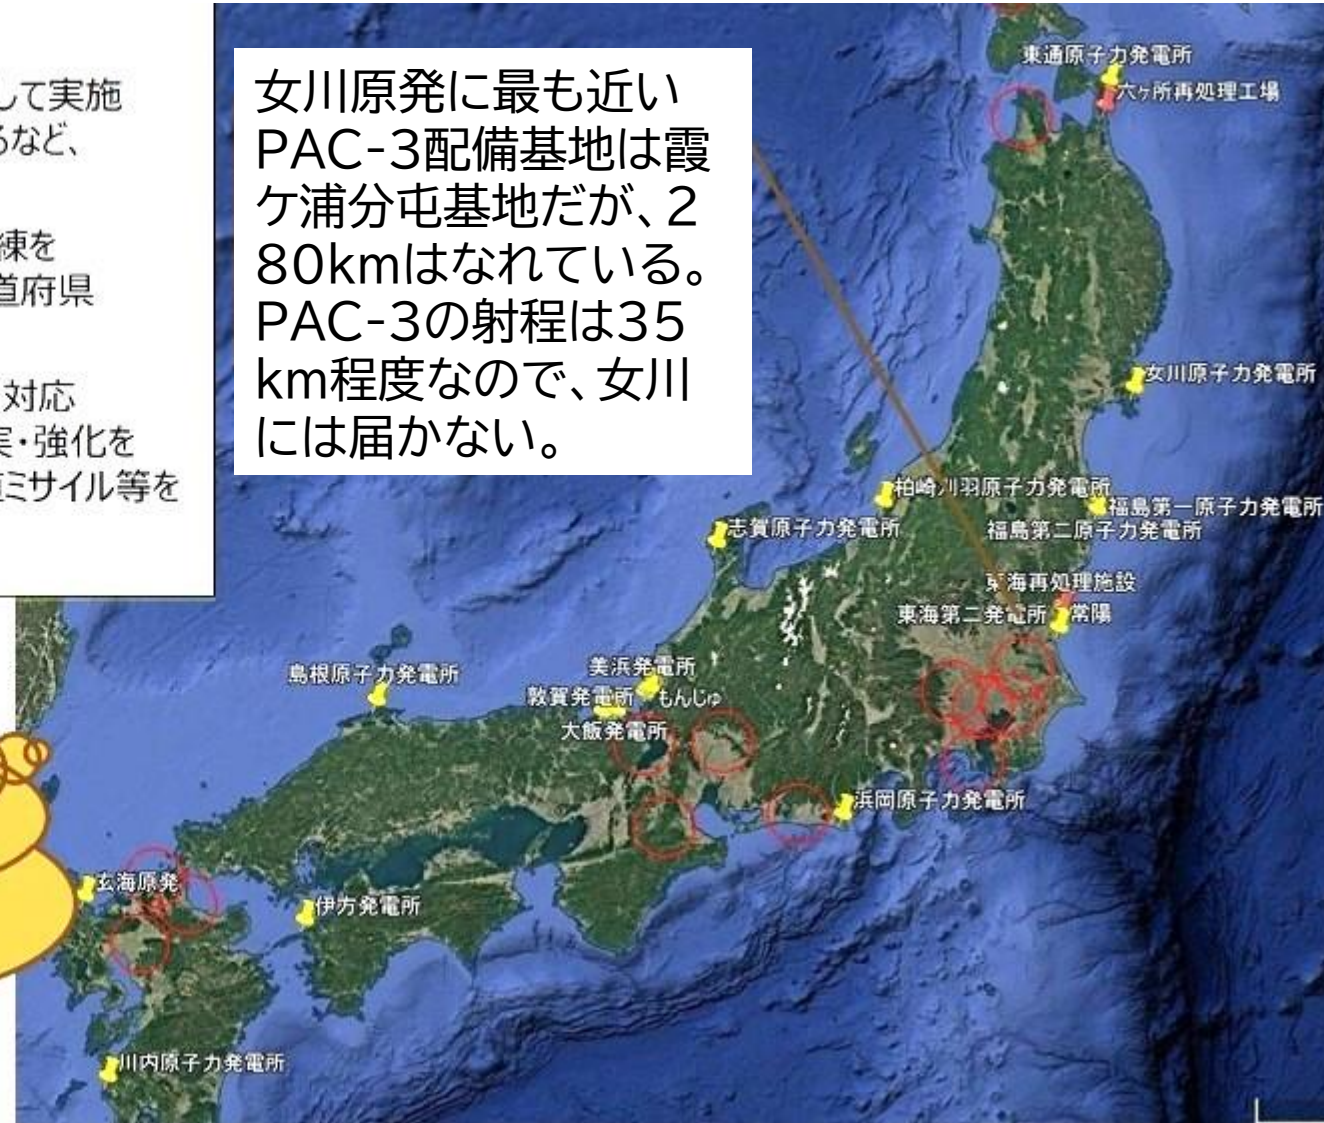 して実施
るなど、
練を
道府県
対応
実・強化を
ミサイル等を
女川原発に最も近い
PAC-3配備基地は霞
ケ浦分屯基地だが、2
80kmはなれている。
PAC-3の射程は35
km程度なので、女川
には届かない。
東通原子力発電所
六ヶ所再処理工場
女川原子力発電所
柏崎刈羽原子力発電所
福島第一原子力発電所
志賀原子力発電所
福島第二原子力発電所
東海再処理施設
東海第二発電所
常陽
島根原子力発電所
美浜発電所
敦賀発電所
もんじゅ
大飯発電所
浜岡原子力発電所
玄海原発
伊方発電所
川内原子力発電所